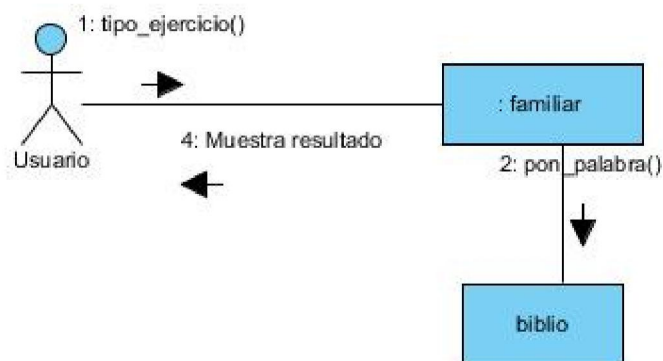 1: tipo_ejercicio()
: familiar
4: Muestra resultado
Usuario
2: pon_palabra()
biblio